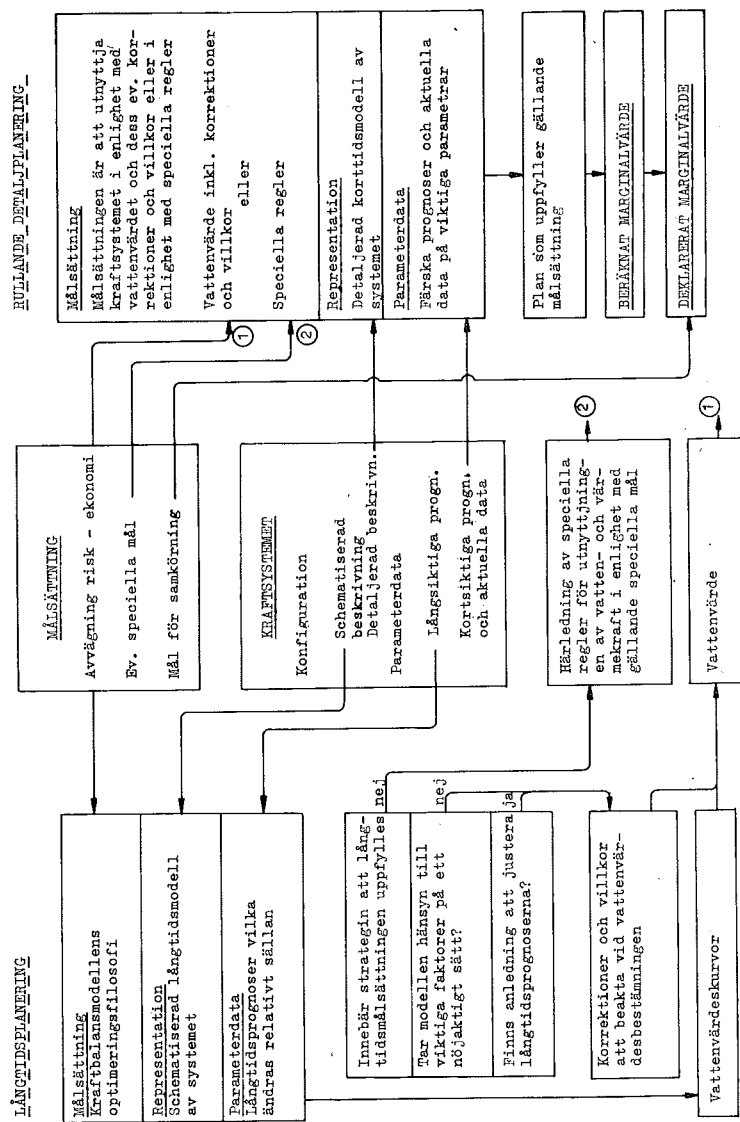 LÅNGTIDSPLANERING
Målsättning
Kraftbalansmodellens
optimeringsfilosofi
Representation
Schematiserad långtidsmodell
av systemet
Parameterdata
Långtidsprognoser vilka
ändras relativt sällan
Innebär strategin att lång-
tidsmålsättningen uppfylles
nej
Tar modellen hänsyn till
viktiga faktorer på ett
nöjaktigt sätt?
nej
Finns anledning att justera
långtidsprognoserna?
ja
Korrektioner och villkor
att beakta vid vattenvär-
desbestämningen
Vattenvärdeskurvor
MÅLSÄTTNING
Avvägning risk - ekonomi
Ev. speciella mål
Mål för samkörning
KRAFTSYSTEMET
Konfiguration
Schematiserad
beskrivning
Detaljerad beskrivn.
Parameterdata
Långsiktiga progn.
Kortsiktiga progn.
och aktuella data
Härledning av speciella
regler för utnyttjning-
en av vatten- och vär-
mekraft i enlighet med
gällande speciella mål
2
Vattenvärde
1
RULLANDE DETALJPLANERING
1
2
Målsättning
Målsättningen är att utnyttja
kraftsystemet i enlighet med
vattenvärdet och dess ev. kor-
rektioner och villkor eller i
enlighet med speciella regler
Vattenvärde inkl. korrektioner
och villkor
eller
Speciella regler
Representation
Detaljerad korttidsmodell av
systemet
Parameterdata
Färska prognoser och aktuella
data på viktiga parametrar
Plan som uppfyller gällande
målsättning
BERÄKNAT MARGINALVÄRDE
DEKLARERAT MARGINALVÄRDE